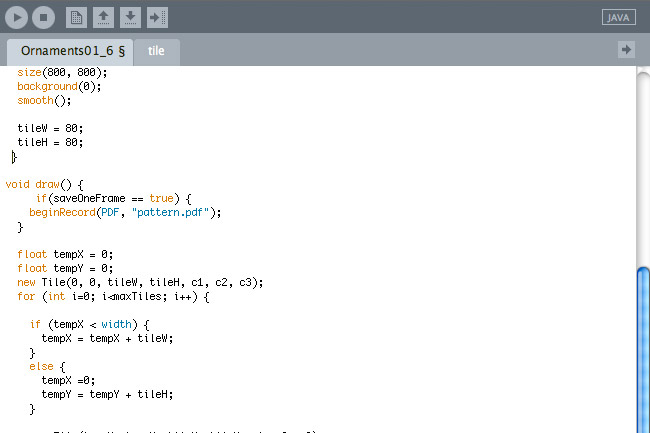 JAVA
Ornaments01_6 § tile
size(800, 800);
background(0);
smooth();
tileW = 80;
tileH = 80;
}
void draw() {
if(saveOneFrame == true) {
beginRecord(PDF, "pattern.pdf");
}
float tempX = 0;
float tempY = 0;
new Tile(0, 0, tileW, tileH, c1, c2, c3);
for (int i=0; i<maxTiles; i++) {
if (tempX < width) {
tempX = tempX + tileW;
}
else {
tempX =0;
tempY = tempY + tileH;
}